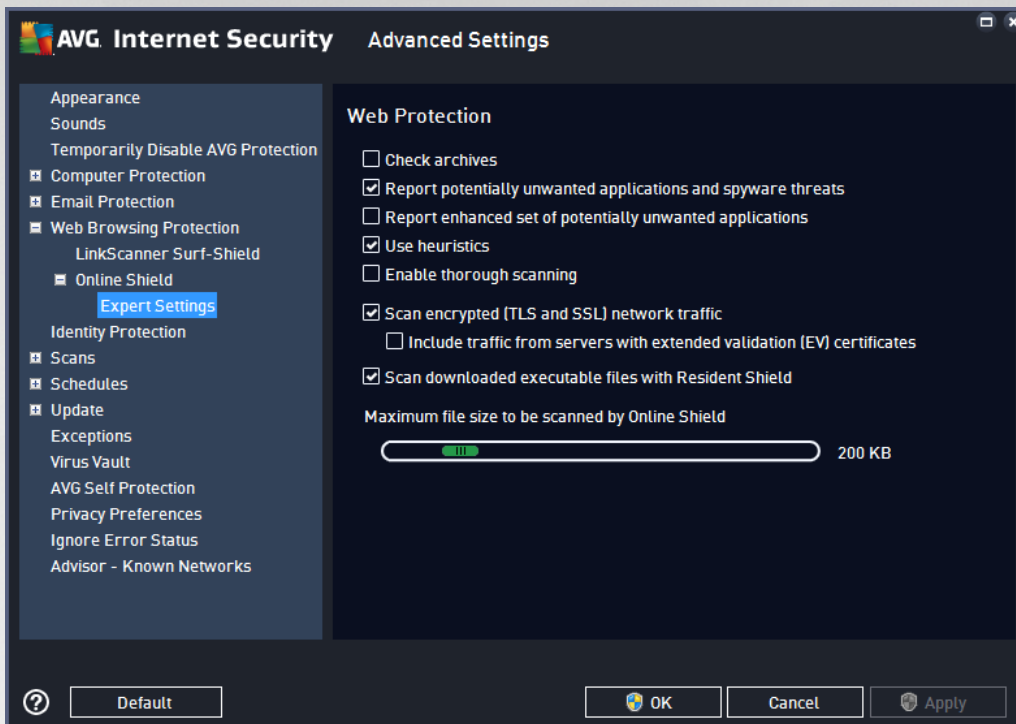 AVG Internet Security Advanced Settings
Appearance
Sounds
Temporarily Disable AVG Protection
Computer Protection
Email Protection
Web Browsing Protection
LinkScanner Surf-Shield
Online Shield
Expert Settings
Identity Protection
Scans
Schedules
Update
Exceptions
Virus Vault
AVG Self Protection
Privacy Preferences
Ignore Error Status
Advisor - Known Networks
Web Protection
Check archives
Report potentially unwanted applications and spyware threats
Report enhanced set of potentially unwanted applications
Use heuristics
Enable thorough scanning
Scan encrypted (TLS and SSL) network traffic
Include traffic from servers with extended validation (EV) certificates
Scan downloaded executable files with Resident Shield
Maximum file size to be scanned by Online Shield
200 KB
? Default OK Cancel Apply